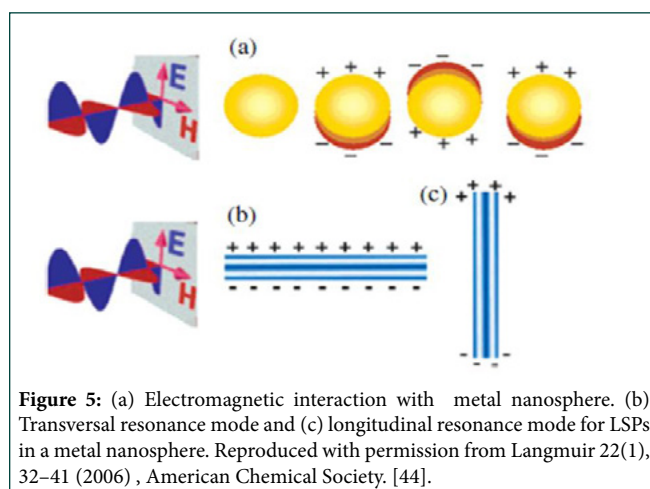 (a)
E
H
+ + +
- - -
- - -
+ + +
+ + +
- - -
(b)
E
H
+ + + + + + + + +
- - - - - - - - -
(c)
+ + + +
- - - -
Figure 5: (a) Electromagnetic interaction with metal nanosphere. (b)
Transversal resonance mode and (c) longitudinal resonance mode for LSPs
in a metal nanosphere. Reproduced with permission from Langmuir 22(1),
32–41 (2006) , American Chemical Society. [44].